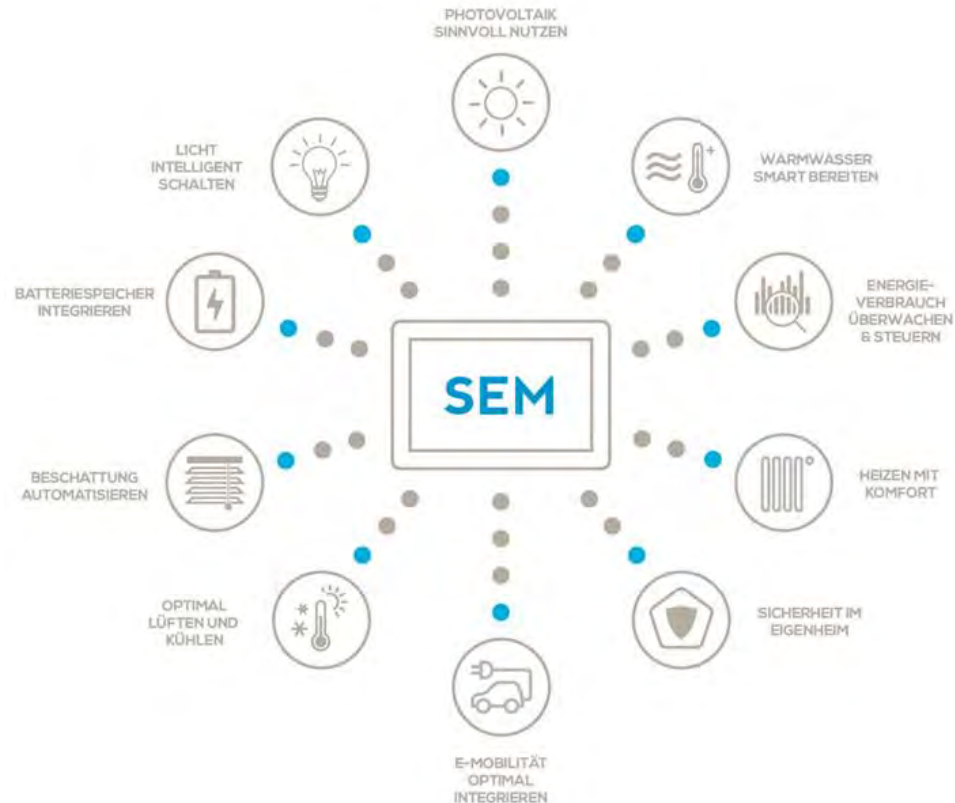 PHOTOVOLTAIK
SINNVOLL NUTZEN
LICHT
INTELLIGENT
SCHALTEN
WARMWASSER
SMART BEREITEN
BATTERIESPEICHER
INTEGRIEREN
ENERGIE-
VERBRAUCH
ÜBERWACHEN
& STEUERN
SEM
BESCHATTUNG
AUTOMATISIEREN
HEIZEN MIT
KOMFORT
OPTIMAL
LÜFTEN UND
KÜHLEN
SICHERHEIT IM
EIGENHEIM
E-MOBILITÄT
OPTIMAL
INTEGRIEREN